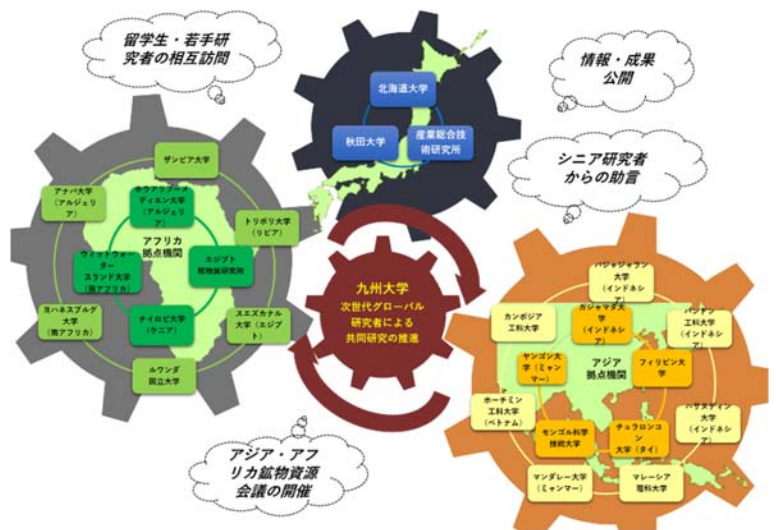 留学生・若手研
究者の相互訪問
情報・成果
公開
シニア研究者
からの助言
北海道大学
秋田大学
産業総合技
術研究所
ザンビア大学
アナバ大学
(アルジェリ
ア)
ホウアリブーメ
ディエン大学
(アルジェリ
ア)
トリポリ大学
(リビア)
アフリカ
拠点機関
ウィットウォー
ター
スランド大学
(南アフリカ)
エジプト
核物質研究所
ヨハネスブルグ
大学
(南アフリカ)
ナイロビ大学
(ケニア)
スエズカナル
大学(エジプ
ト)
ルワンダ
国立大学
九州大学
次世代グローバル
研究者による
共同研究の推進
パジャジャラン
大学
(インドネシ
ア)
カンボジア
工科大学
ガジャマダ大
学
(インドネシ
ア)
バンドン
工科大学
(インドネシ
ア)
ヤンゴン大
学(ミャン
マー)
アジア
拠点機関
フィリピン大
学
ホーチミン
工科大学
(ベトナム)
ハサヌディン
大学
(インドネシ
ア)
モンゴル科学
技術大学
チュラロンコ
ン
大学(タイ)
マンダレー大学
(ミャンマー)
マレーシア
理科大学
アジア・アフ
リカ鉱物資源
会議の開催